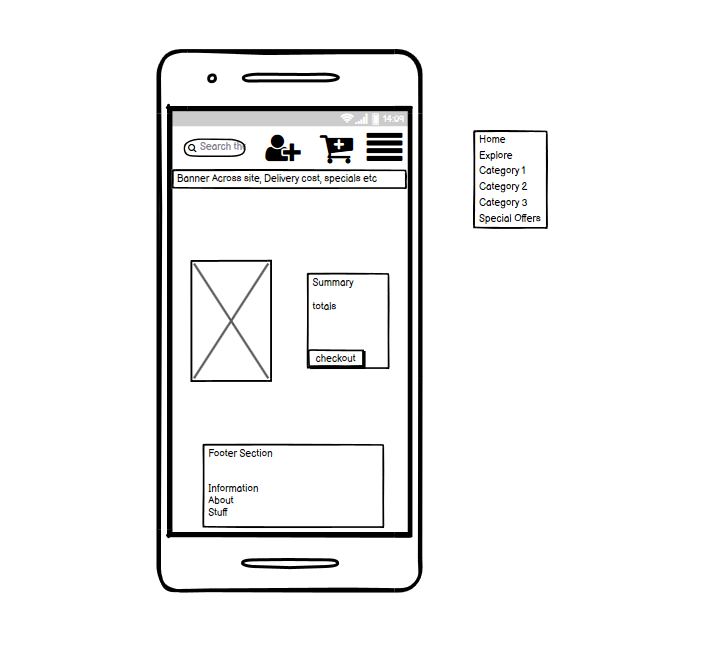 14:09
Search th
Banner Across site, Delivery cost, specials etc
Summary
totals
checkout
Footer Section
Information
About
Stuff
Home
Explore
Category 1
Category 2
Category 3
Special Offers